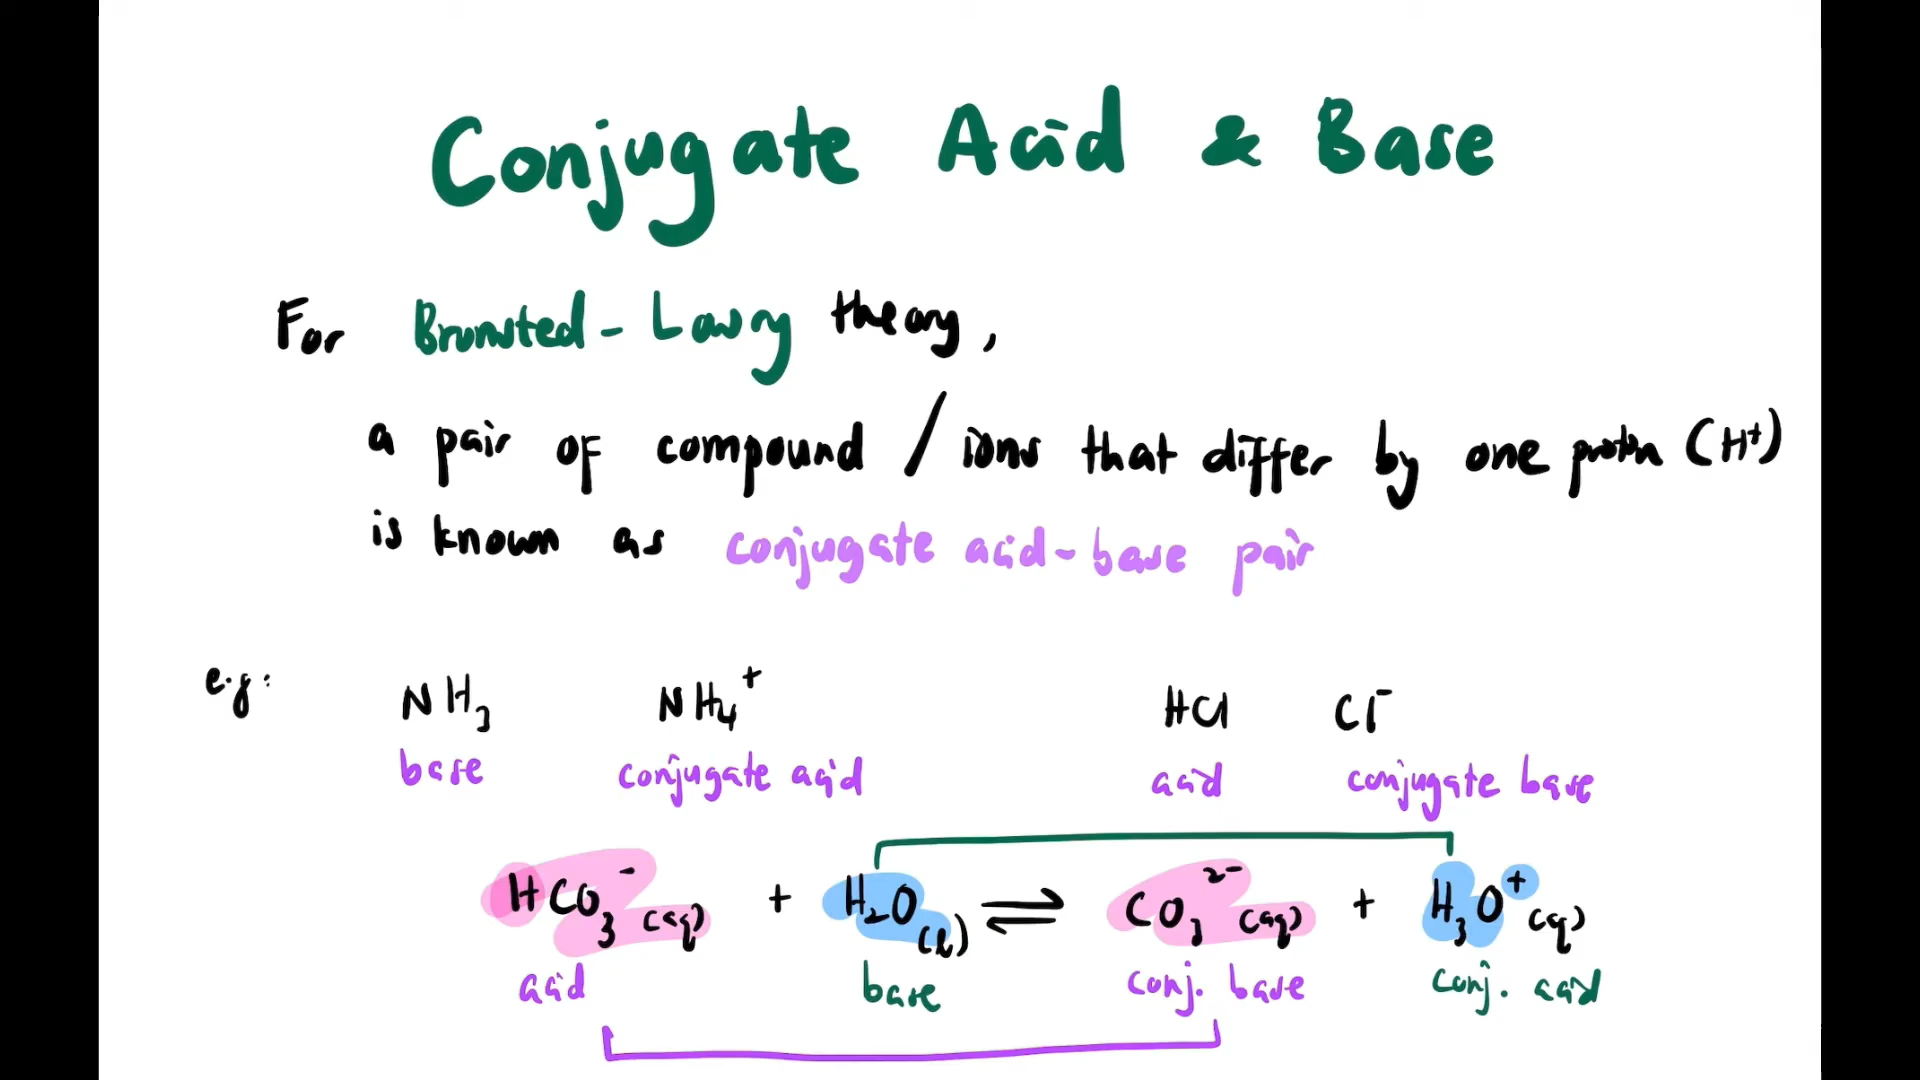 Conjugate Acid & Base
For Bronsted-Lowry theory,
a pair of compound / ions that differ by one proton (H⁺)
is known as conjugate acid-base pair
e.g: NH₃ NH₄⁺ HCl Cl⁻
base conjugate acid acid conjugate base
HCO₃⁻(aq) + H₂O(l) ⇌ CO₃²⁻(aq) + H₃O⁺(aq)
acid base conj. base conj. acid